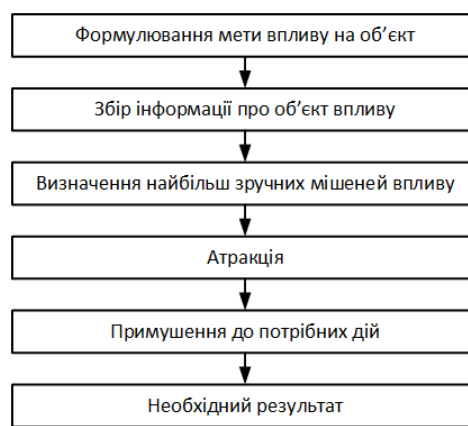 Формулювання мети впливу на об’єкт
Збір інформації про об’єкт впливу
Визначення найбільш зручних мішеней впливу
Атракція
Примушення до потрібних дій
Необхідний результат